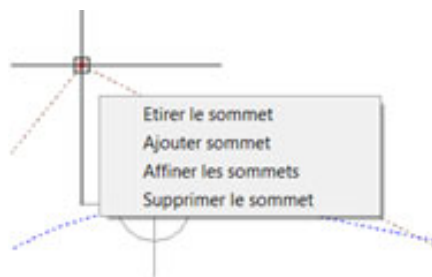 Etirer le sommet
Ajouter sommet
Affiner les sommets
Supprimer le sommet